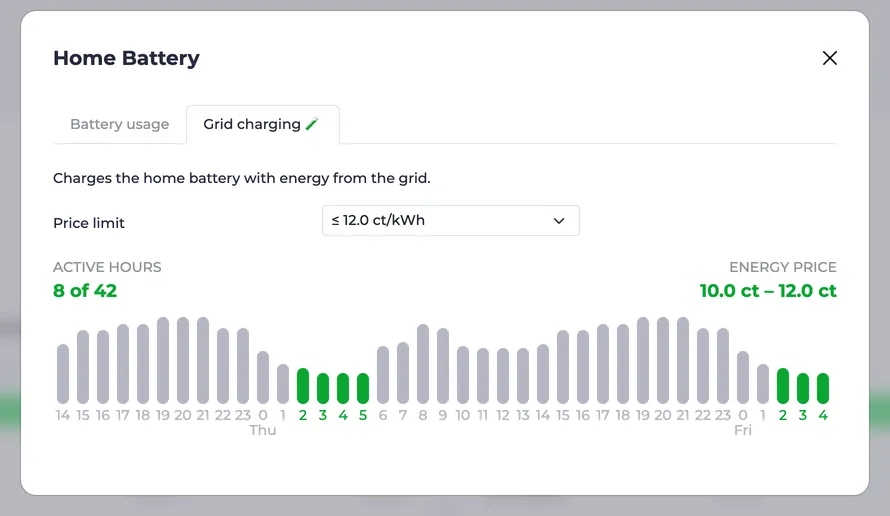 Home Battery
Battery usage
Grid charging
Charges the home battery with energy from the grid.
Price limit
≤ 12.0 ct/kWh
ACTIVE HOURS
ENERGY PRICE
8 of 42
10.0 ct – 12.0 ct
14 15 16 17 18 19 20 21 22 23 0 1 2 3 4 5 6 7 8 9 10 11 12 13 14 15 16 17 18 19 20 21 22 23 0 1 2 3 4
Thu
Fri